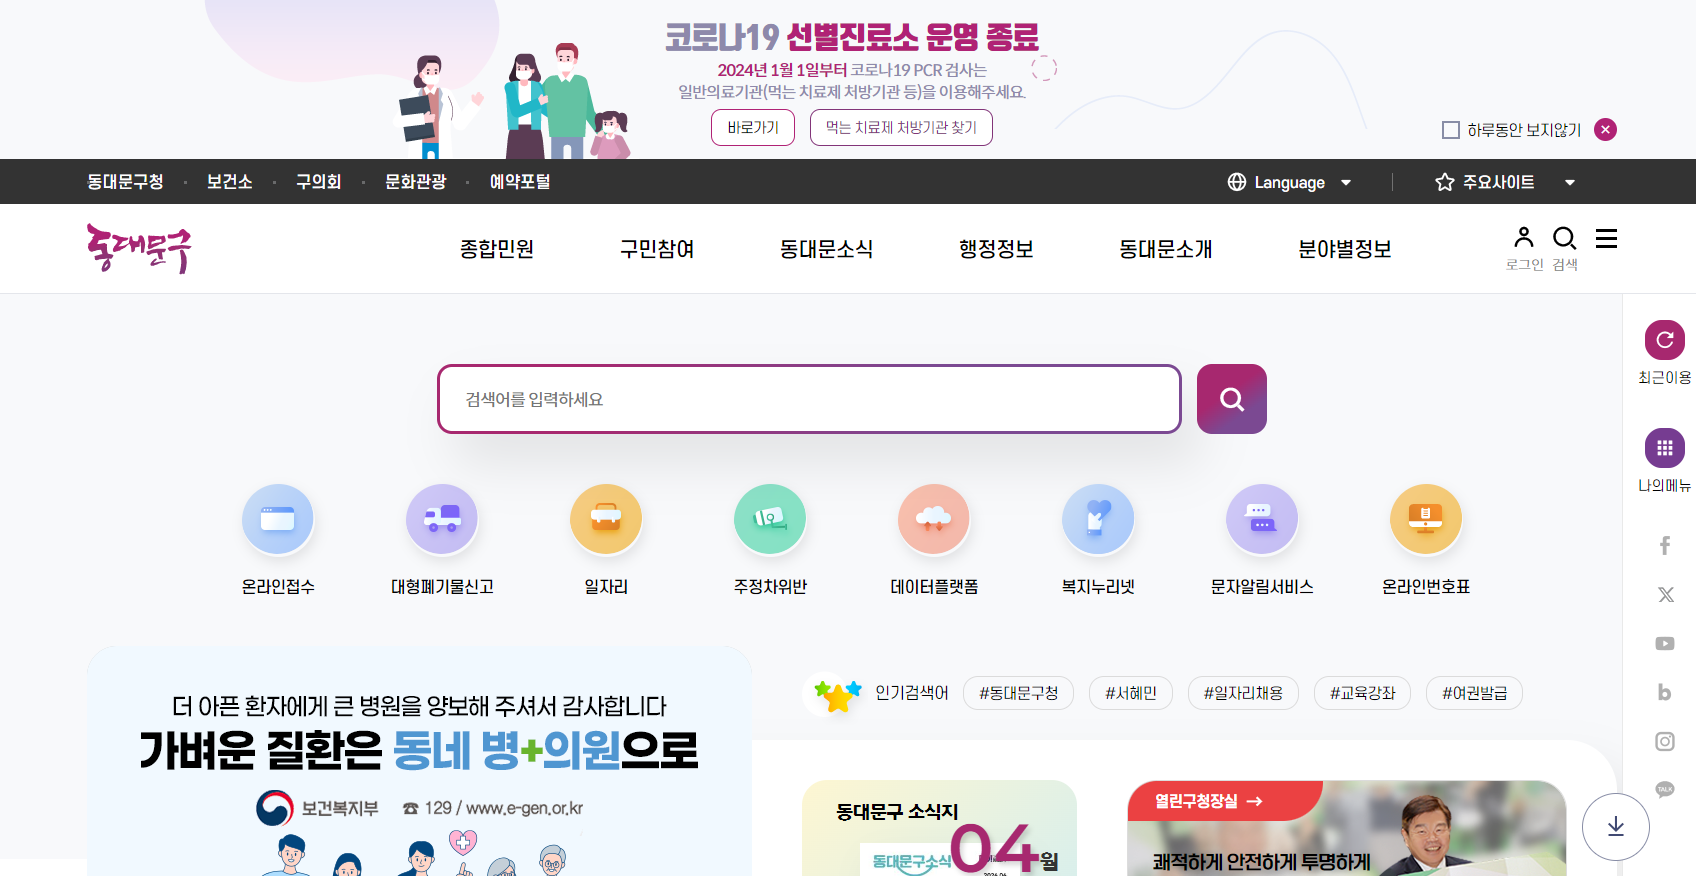 코로나19 선별진료소 운영 종료
2024년 1월 1일부터 코로나19 PCR 검사는
일반의료기관(먹는 치료제 처방기관 등)을 이용해주세요.
바로가기
먹는 치료제 처방기관 찾기
하루동안 보지않기
동대문구청
보건소
구의회
문화관광
예약포털
Language
주요사이트
동대문구
종합민원
구민참여
동대문소식
행정정보
동대문소개
분야별정보
로그인
검색
검색어를 입력하세요
최근이용
나의메뉴
온라인접수
대형폐기물신고
일자리
주정차위반
데이터플랫폼
복지누리넷
문자알림서비스
온라인번호표
더 아픈 환자에게 큰 병원을 양보해 주셔서 감사합니다
가벼운 질환은 동네 병+의원으로
보건복지부 ☎ 129 / www.e-gen.or.kr
인기검색어
#동대문구청
#서혜민
#일자리채용
#교육강좌
#여권발급
동대문구 소식지
04월
동대문구소식
열린구청장실 →
쾌적하게 안전하게 투명하게
TALK